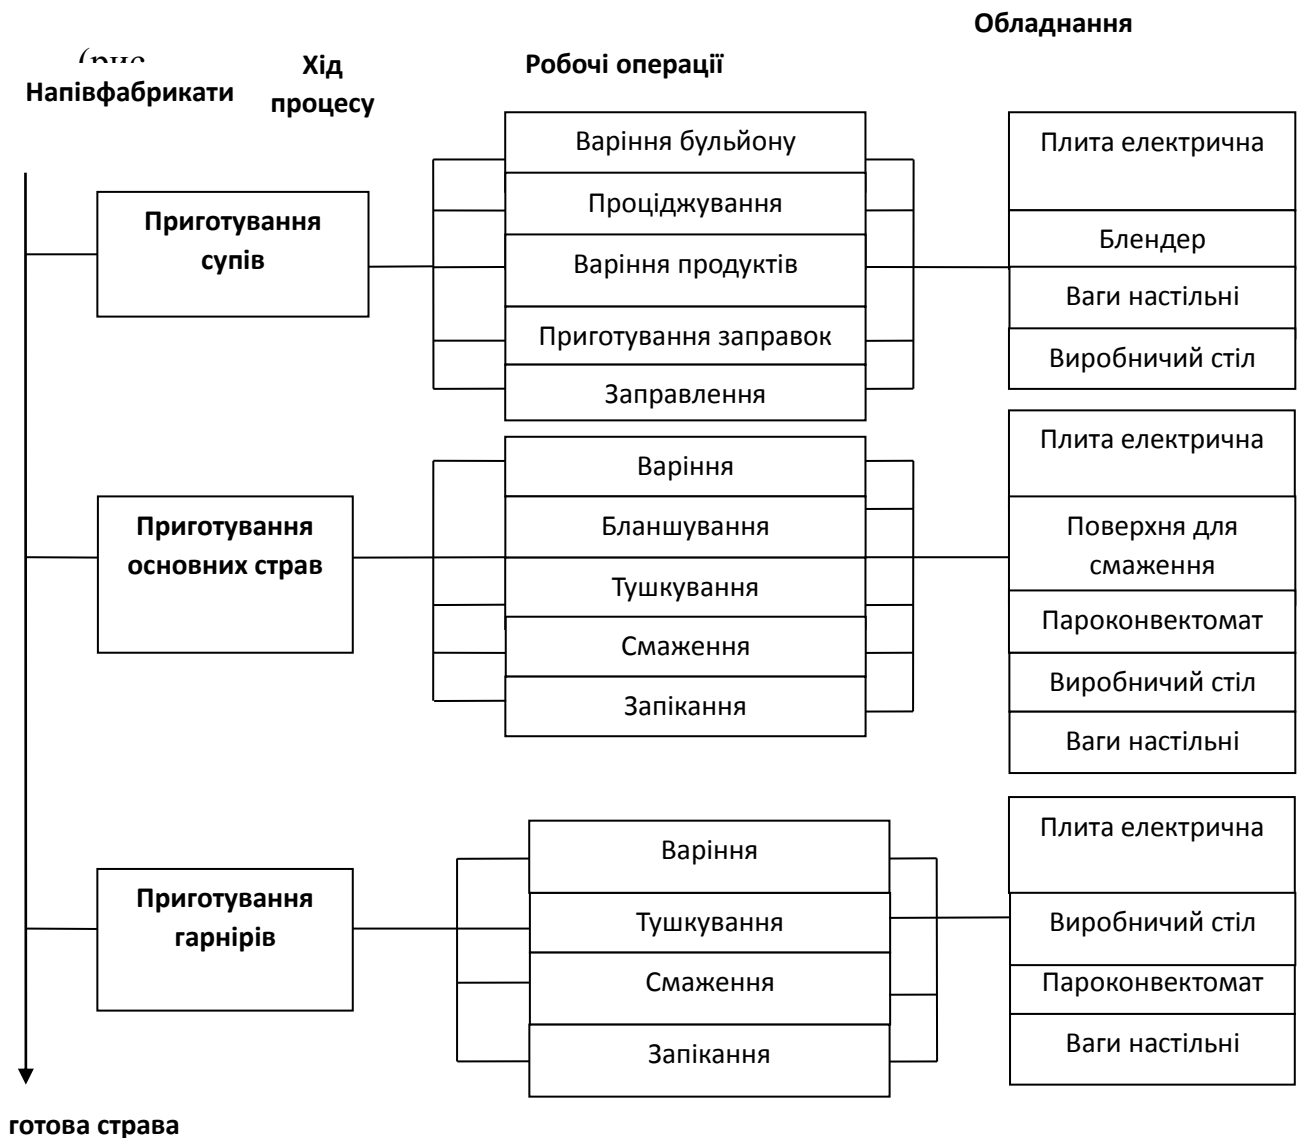 Обладнання
(рис
Напівфабрикати
Хід
процесу
Робочі операції
Приготування
супів
Варіння бульйону
Проціджування
Варіння продуктів
Приготування заправок
Заправлення
Плита електрична
Блендер
Ваги настільні
Виробничий стіл
Приготування
основних страв
Варіння
Бланшування
Тушкування
Смаження
Запікання
Плита електрична
Поверхня для
смаження
Пароконвектомат
Виробничий стіл
Ваги настільні
Приготування
гарнірів
Варіння
Тушкування
Смаження
Запікання
Плита електрична
Виробничий стіл
Пароконвектомат
Ваги настільні
готова страва